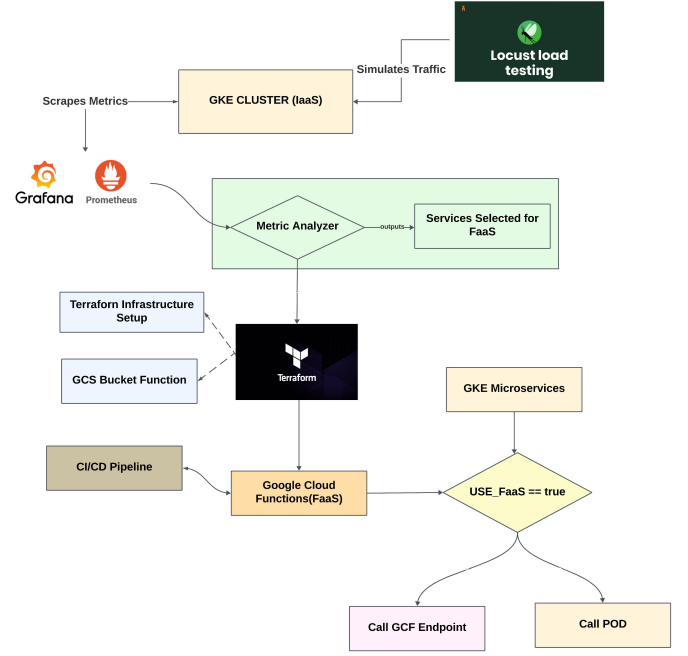 A
Locust load
testing
Simulates Traffic
GKE CLUSTER (IaaS)
Scrapes Metrics
Grafana
Prometheus
Metric Analyzer
outputs
Services Selected for
FaaS
Terraforn Infrastructure
Setup
GCS Bucket Function
Terraform
GKE Microservices
CI/CD Pipeline
Google Cloud
Functions(FaaS)
USE_FaaS == true
Call GCF Endpoint
Call POD